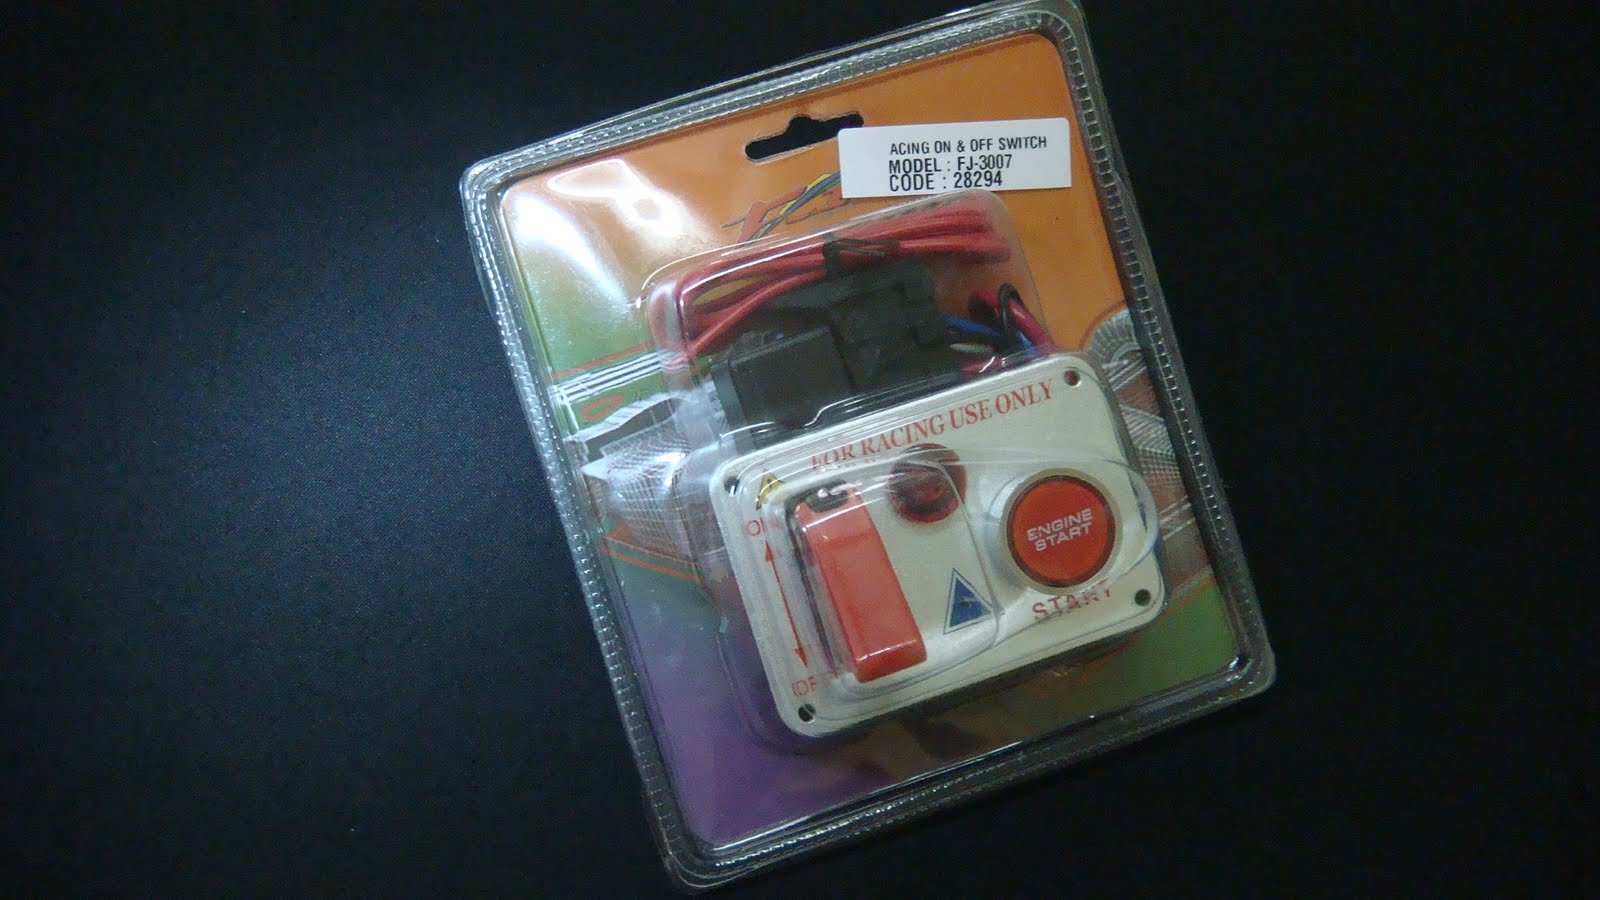 ACING ON & OFF SWITCH
MODEL : FJ-3007
CODE : 28294
FOR RACING USE ONLY
ENGINE
START
START